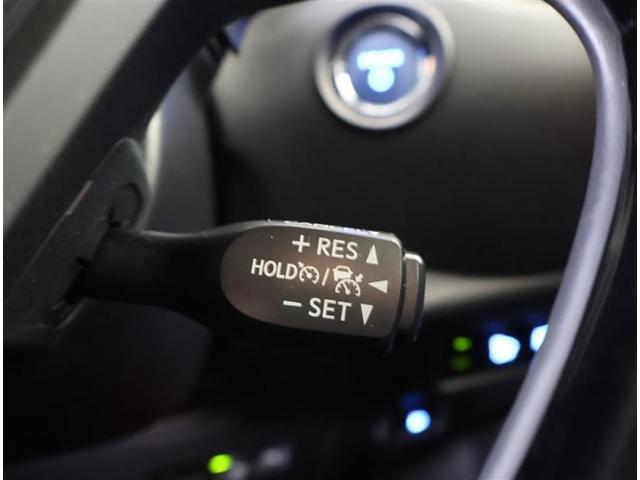 + RES ▲
HOLD / ◀
− SET ▼